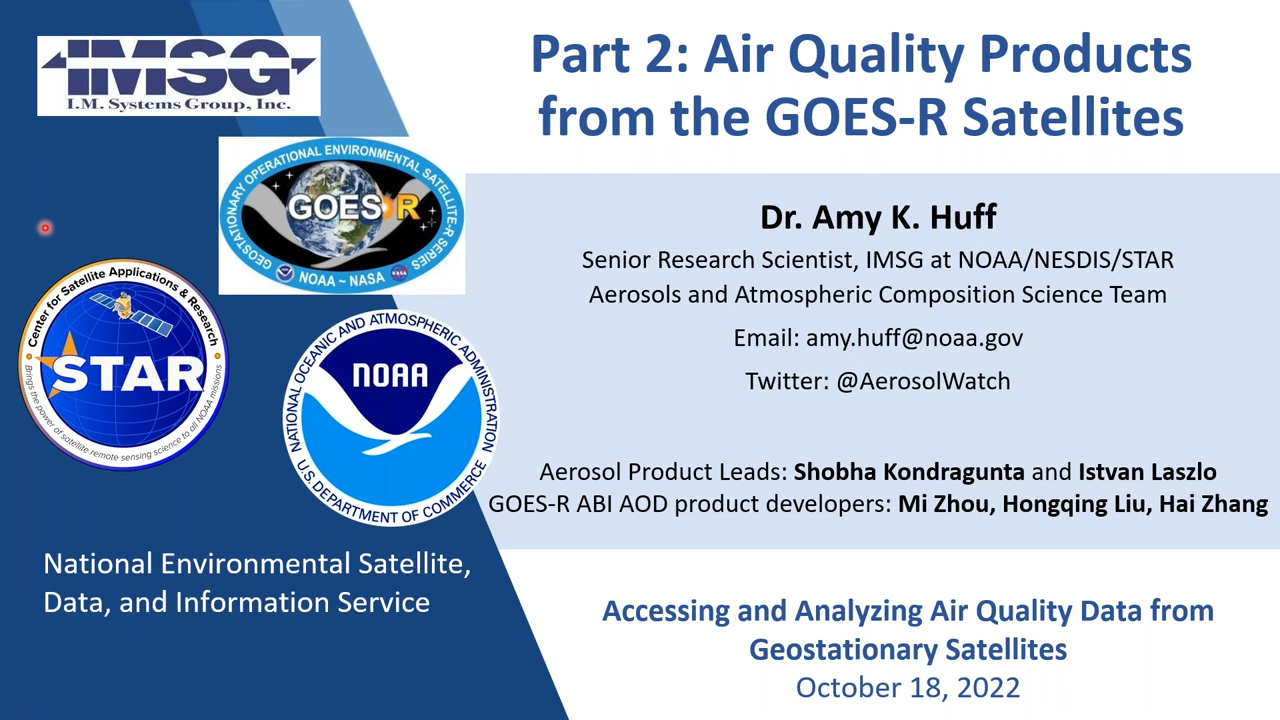 IMSG
I.M. Systems Group, Inc.
Part 2: Air Quality Products
from the GOES-R Satellites
GEOSTATIONARY OPERATIONAL ENVIRONMENTAL SATELLITE-R SERIES
GOES R
NOAA ~ NASA
Center for Satellite Applications & Research
STAR
Brings the power of satellite remote sensing science to all NOAA missions
NATIONAL OCEANIC AND ATMOSPHERIC ADMINISTRATION
NOAA
U.S. DEPARTMENT OF COMMERCE
National Environmental Satellite,
Data, and Information Service
Dr. Amy K. Huff
Senior Research Scientist, IMSG at NOAA/NESDIS/STAR
Aerosols and Atmospheric Composition Science Team
Email: amy.huff@noaa.gov
Twitter: @AerosolWatch
Aerosol Product Leads: Shobha Kondragunta and Istvan Laszlo
GOES-R ABI AOD product developers: Mi Zhou, Hongqing Liu, Hai Zhang
Accessing and Analyzing Air Quality Data from
Geostationary Satellites
October 18, 2022